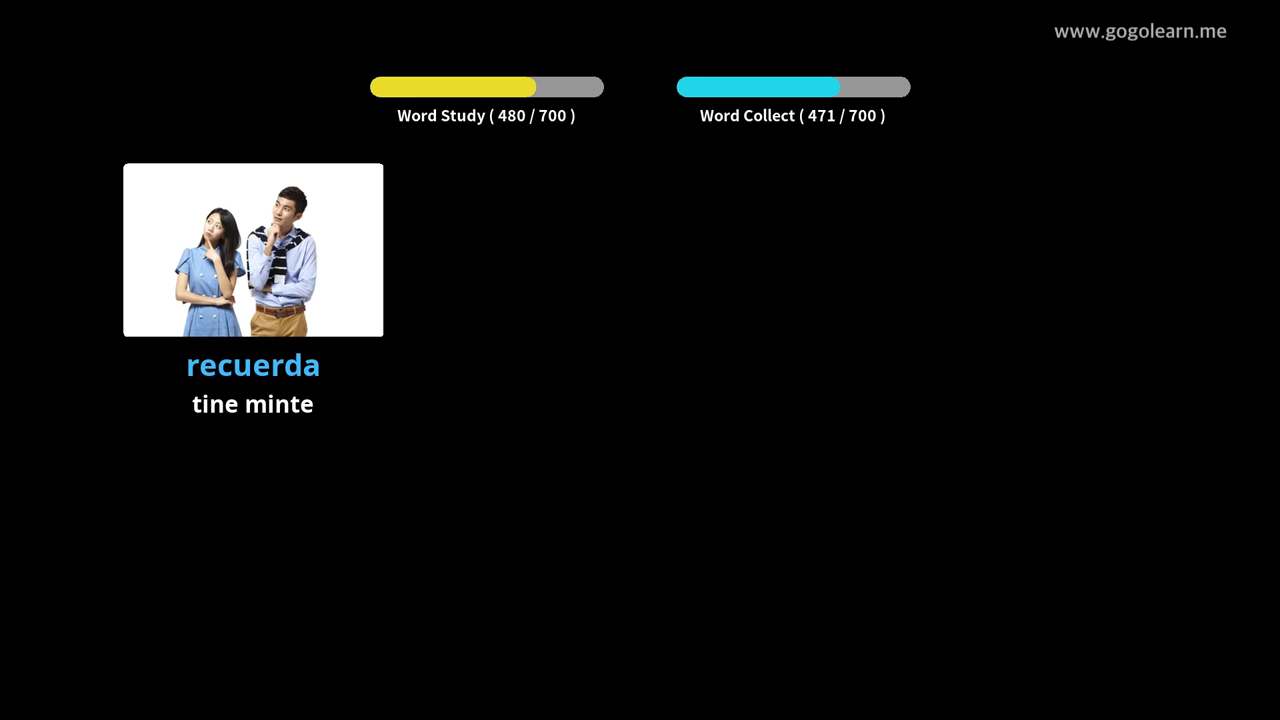 www.gogolearn.me
Word Study ( 480 / 700 )
Word Collect ( 471 / 700 )
recuerda
tine minte